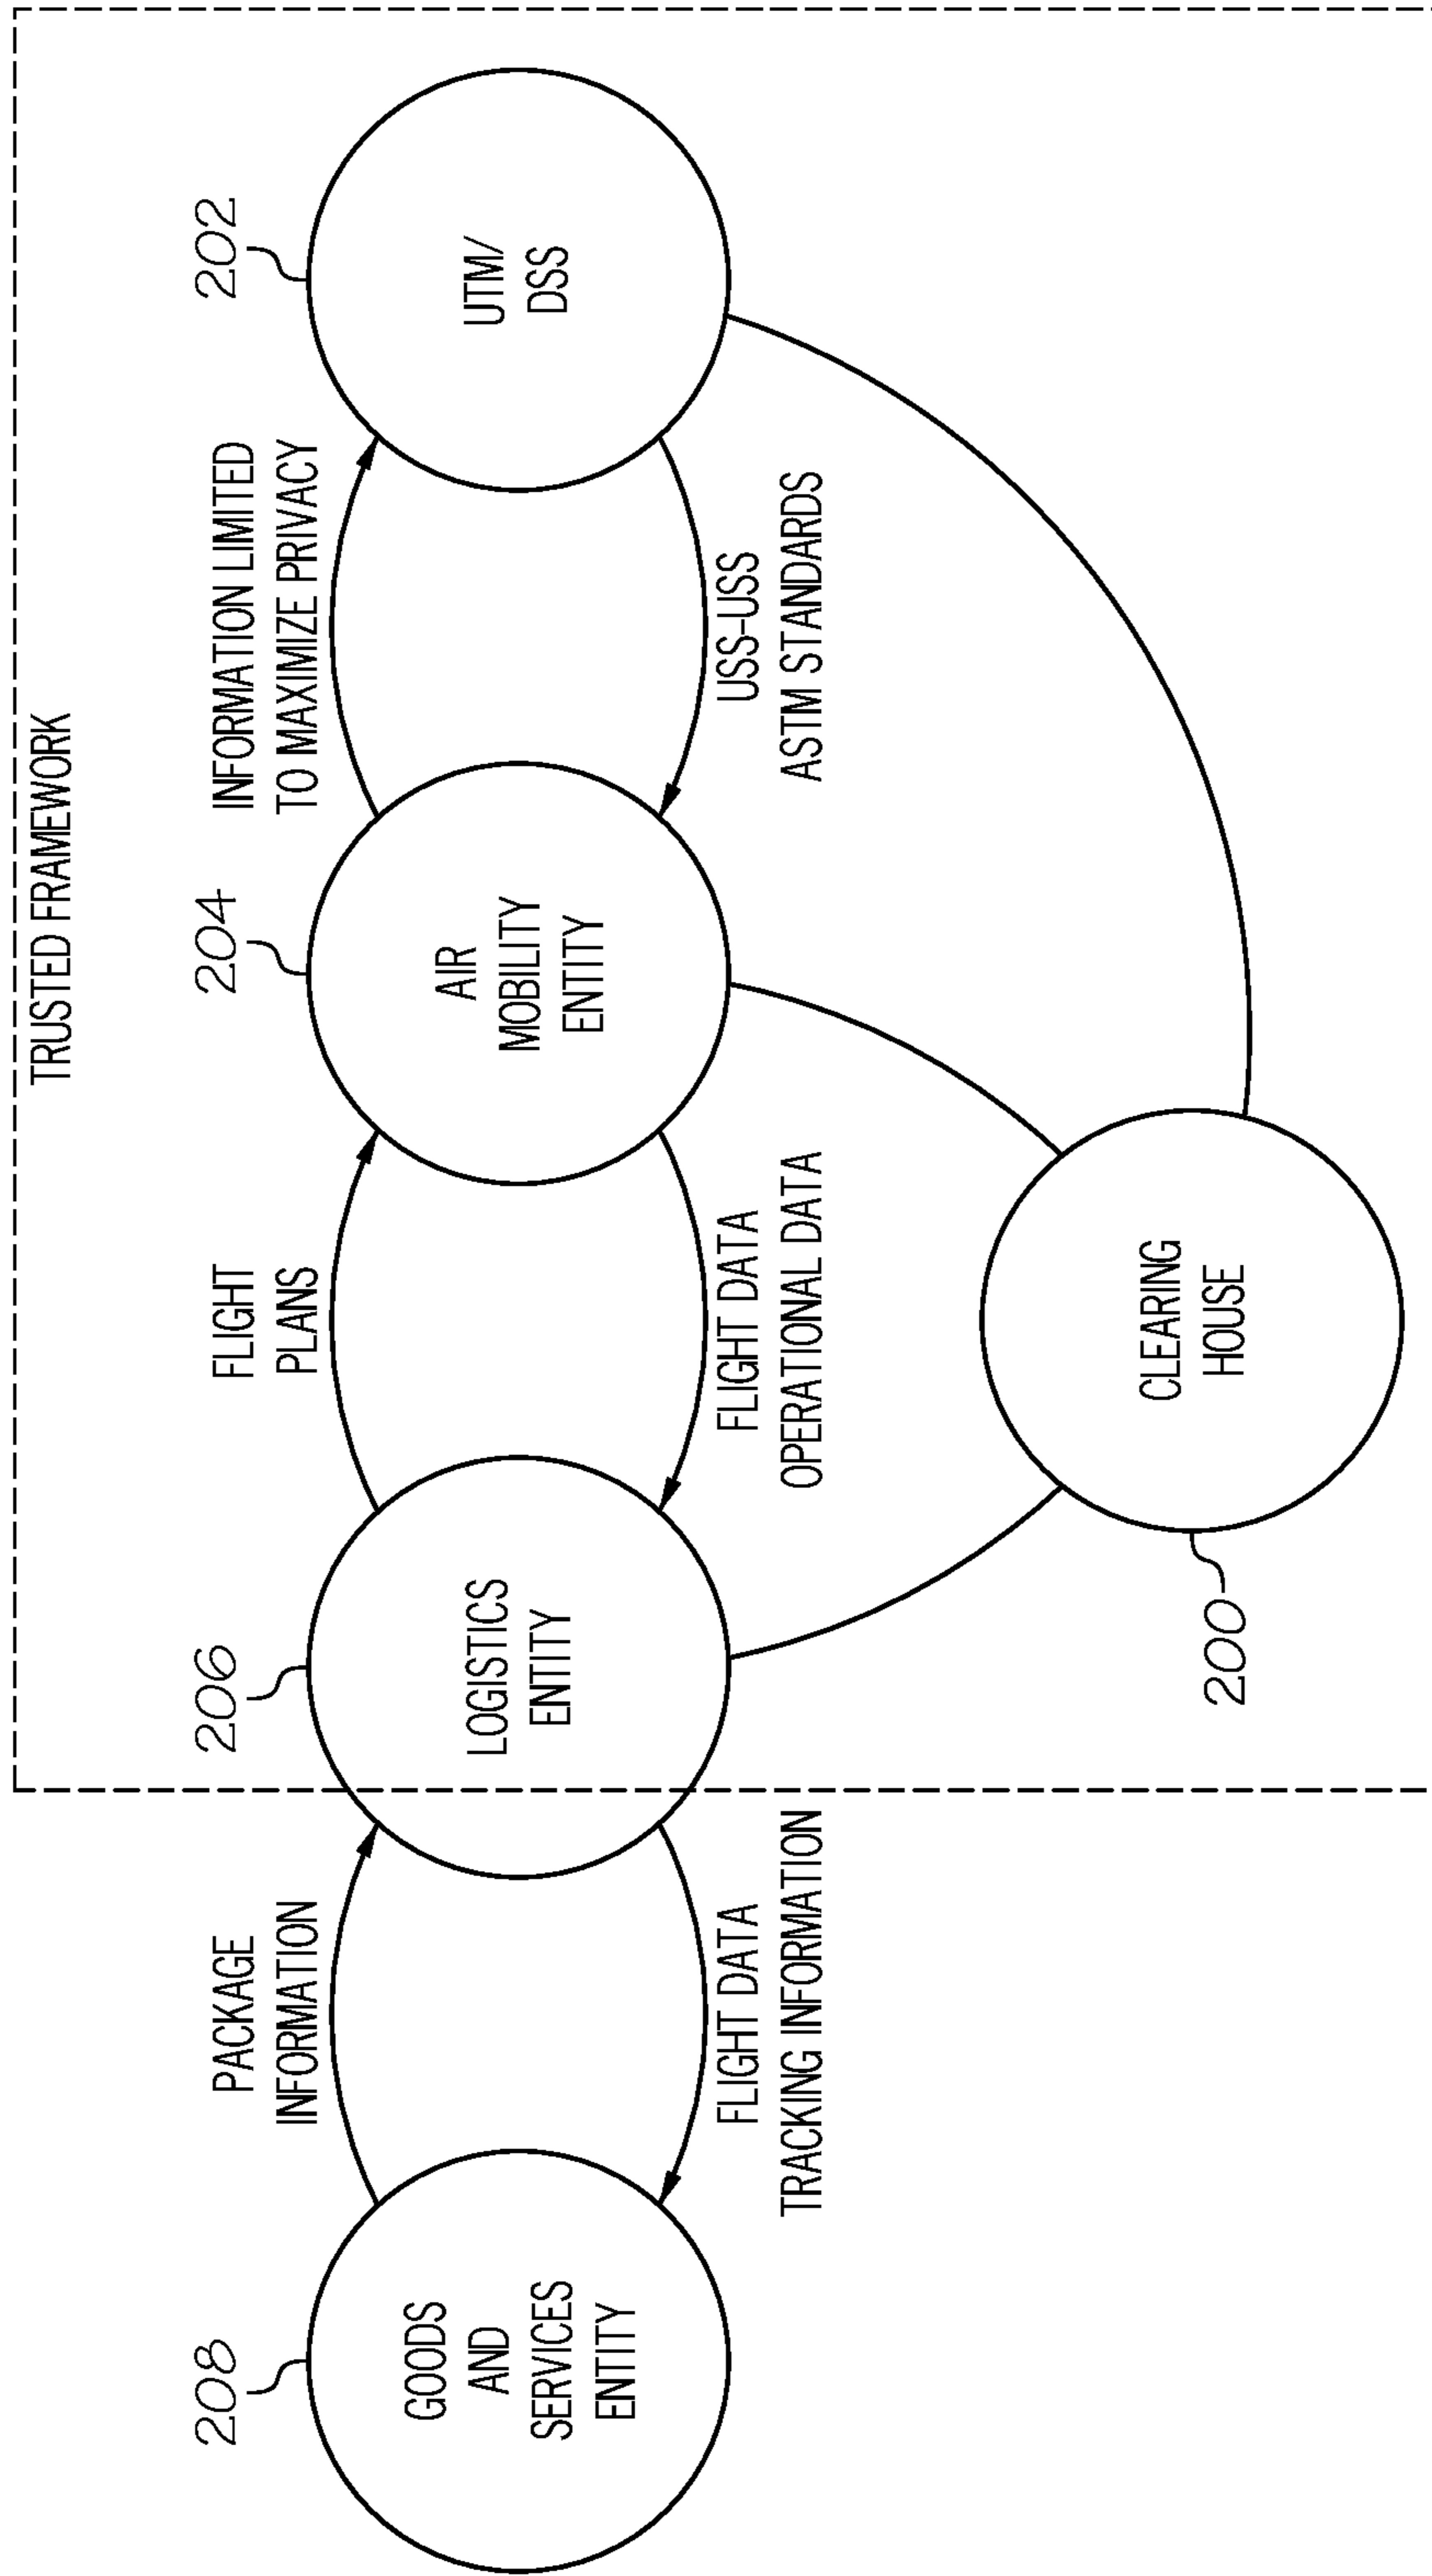 TRUSTED FRAMEWORK
208
GOODS
AND
SERVICES
ENTITY
PACKAGE
INFORMATION
FLIGHT DATA
TRACKING INFORMATION
206
LOGISTICS
ENTITY
FLIGHT
PLANS
FLIGHT DATA
OPERATIONAL DATA
204
AIR
MOBILITY
ENTITY
INFORMATION LIMITED
TO MAXIMIZE PRIVACY
USS-USS
ASTM STANDARDS
202
UTM/
DSS
200
CLEARING
HOUSE